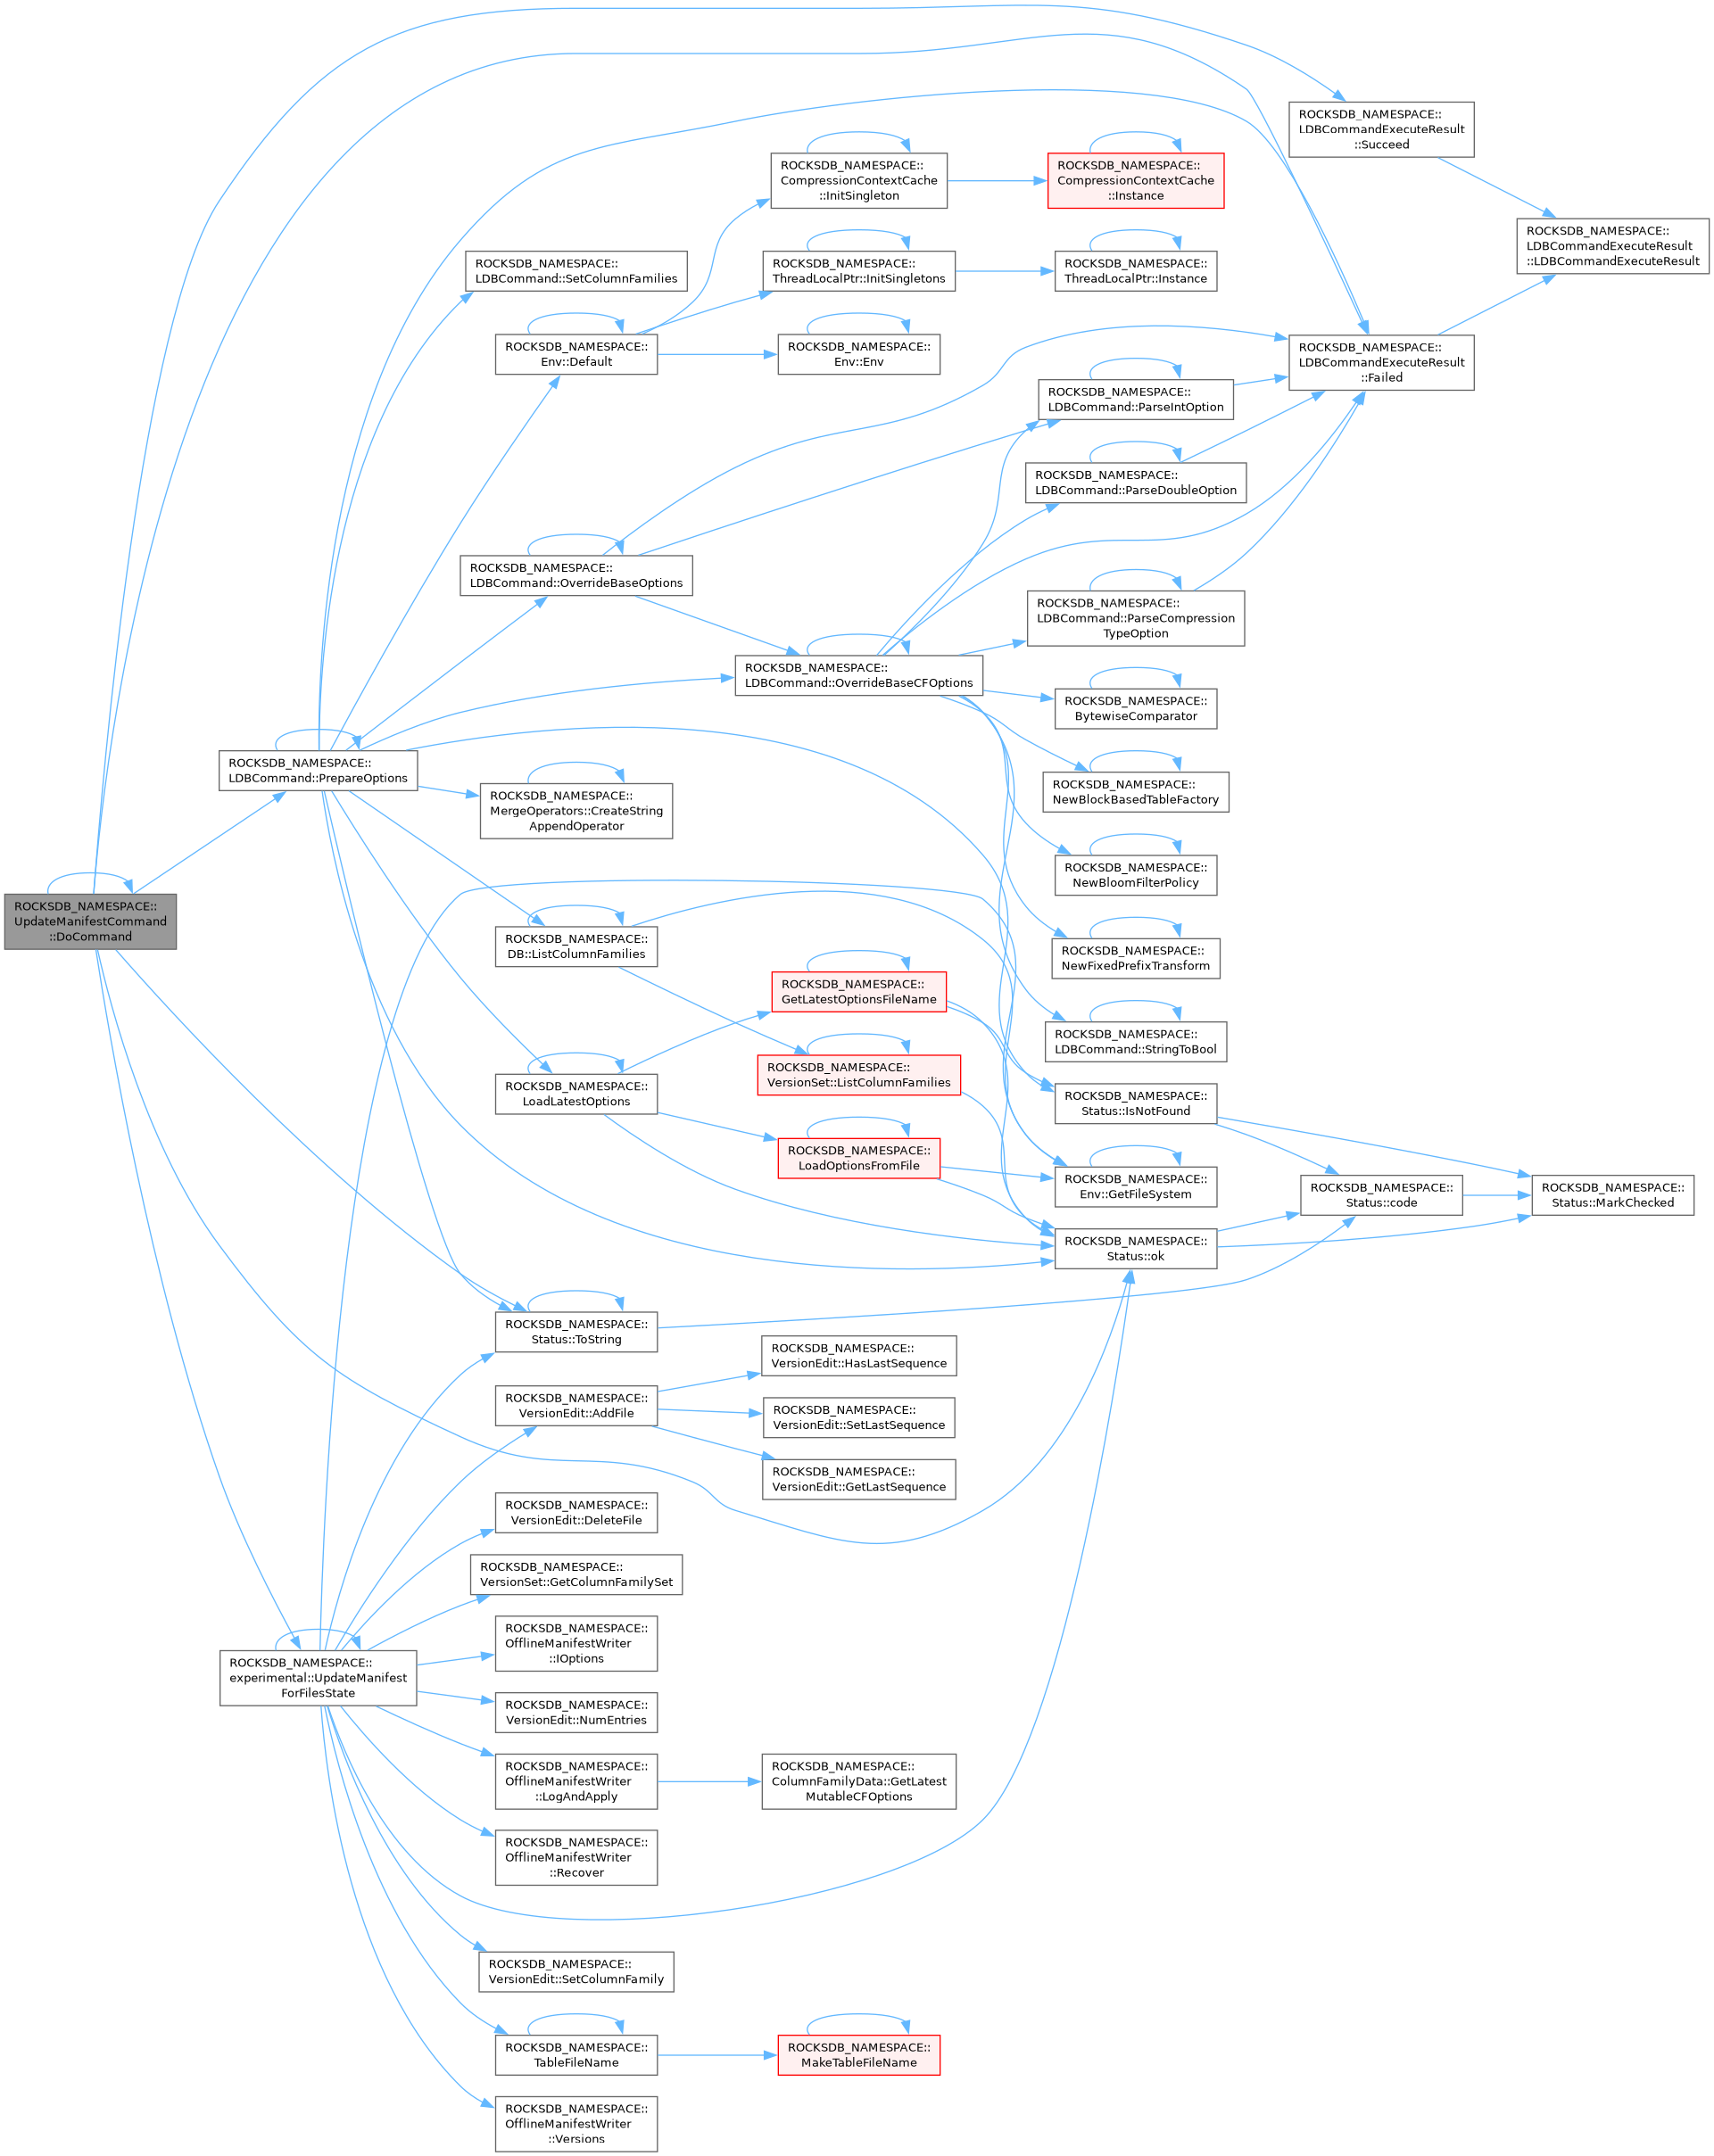 ROCKSDB_NAMESPACE::
LDBCommandExecuteResult
::Succeed
ROCKSDB_NAMESPACE::
CompressionContextCache
::InitSingleton
ROCKSDB_NAMESPACE::
CompressionContextCache
::Instance
ROCKSDB_NAMESPACE::
LDBCommandExecuteResult
::LDBCommandExecuteResult
ROCKSDB_NAMESPACE::
LDBCommand::SetColumnFamilies
ROCKSDB_NAMESPACE::
ThreadLocalPtr::InitSingletons
ROCKSDB_NAMESPACE::
ThreadLocalPtr::Instance
ROCKSDB_NAMESPACE::
Env::Default
ROCKSDB_NAMESPACE::
Env::Env
ROCKSDB_NAMESPACE::
LDBCommandExecuteResult
::Failed
ROCKSDB_NAMESPACE::
LDBCommand::ParseIntOption
ROCKSDB_NAMESPACE::
LDBCommand::ParseDoubleOption
ROCKSDB_NAMESPACE::
LDBCommand::OverrideBaseOptions
ROCKSDB_NAMESPACE::
LDBCommand::ParseCompression
TypeOption
ROCKSDB_NAMESPACE::
LDBCommand::OverrideBaseCFOptions
ROCKSDB_NAMESPACE::
BytewiseComparator
ROCKSDB_NAMESPACE::
LDBCommand::PrepareOptions
ROCKSDB_NAMESPACE::
MergeOperators::CreateString
AppendOperator
ROCKSDB_NAMESPACE::
NewBlockBasedTableFactory
ROCKSDB_NAMESPACE::
NewBloomFilterPolicy
ROCKSDB_NAMESPACE::
UpdateManifestCommand
::DoCommand
ROCKSDB_NAMESPACE::
DB::ListColumnFamilies
ROCKSDB_NAMESPACE::
NewFixedPrefixTransform
ROCKSDB_NAMESPACE::
GetLatestOptionsFileName
ROCKSDB_NAMESPACE::
LDBCommand::StringToBool
ROCKSDB_NAMESPACE::
VersionSet::ListColumnFamilies
ROCKSDB_NAMESPACE::
LoadLatestOptions
ROCKSDB_NAMESPACE::
Status::IsNotFound
ROCKSDB_NAMESPACE::
LoadOptionsFromFile
ROCKSDB_NAMESPACE::
Env::GetFileSystem
ROCKSDB_NAMESPACE::
Status::code
ROCKSDB_NAMESPACE::
Status::MarkChecked
ROCKSDB_NAMESPACE::
Status::ok
ROCKSDB_NAMESPACE::
Status::ToString
ROCKSDB_NAMESPACE::
VersionEdit::HasLastSequence
ROCKSDB_NAMESPACE::
VersionEdit::AddFile
ROCKSDB_NAMESPACE::
VersionEdit::SetLastSequence
ROCKSDB_NAMESPACE::
VersionEdit::GetLastSequence
ROCKSDB_NAMESPACE::
VersionEdit::DeleteFile
ROCKSDB_NAMESPACE::
VersionSet::GetColumnFamilySet
ROCKSDB_NAMESPACE::
OfflineManifestWriter
::IOptions
ROCKSDB_NAMESPACE::
experimental::UpdateManifest
ForFilesState
ROCKSDB_NAMESPACE::
VersionEdit::NumEntries
ROCKSDB_NAMESPACE::
OfflineManifestWriter
::LogAndApply
ROCKSDB_NAMESPACE::
ColumnFamilyData::GetLatest
MutableCFOptions
ROCKSDB_NAMESPACE::
OfflineManifestWriter
::Recover
ROCKSDB_NAMESPACE::
VersionEdit::SetColumnFamily
ROCKSDB_NAMESPACE::
TableFileName
ROCKSDB_NAMESPACE::
MakeTableFileName
ROCKSDB_NAMESPACE::
OfflineManifestWriter
::Versions